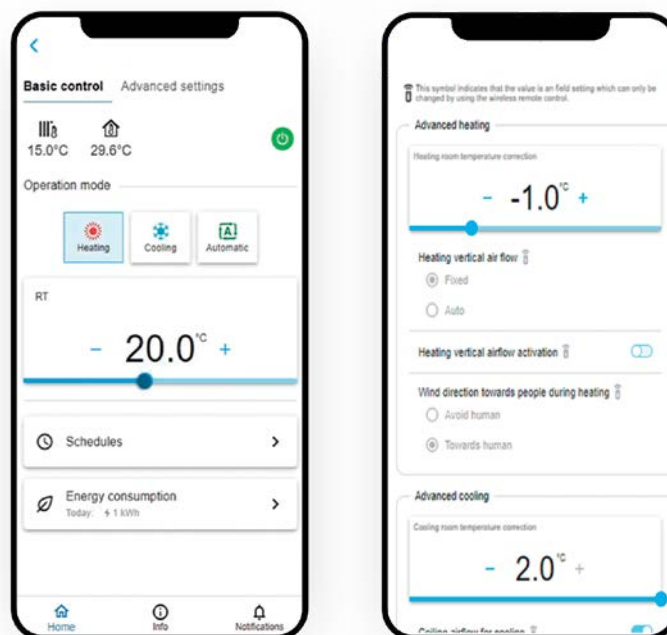 Basic control Advanced settings
15.0°C 29.6°C
Operation mode
Heating Cooling Automatic
RT
- 20.0°C +
Schedules
Energy consumption
Today: 1 kWh
Home Info Notifications
This symbol indicates that the value is an field setting which can only be
changed by using the wireless remote control.
Advanced heating
Heating room temperature correction
- -1.0°C +
Heating vertical air flow
Fixed
Auto
Heating vertical airflow activation
Wind direction towards people during heating
Avoid human
Towards human
Advanced cooling
Cooling room temperature correction
- 2.0°C +
Ceiling airflow for cooling